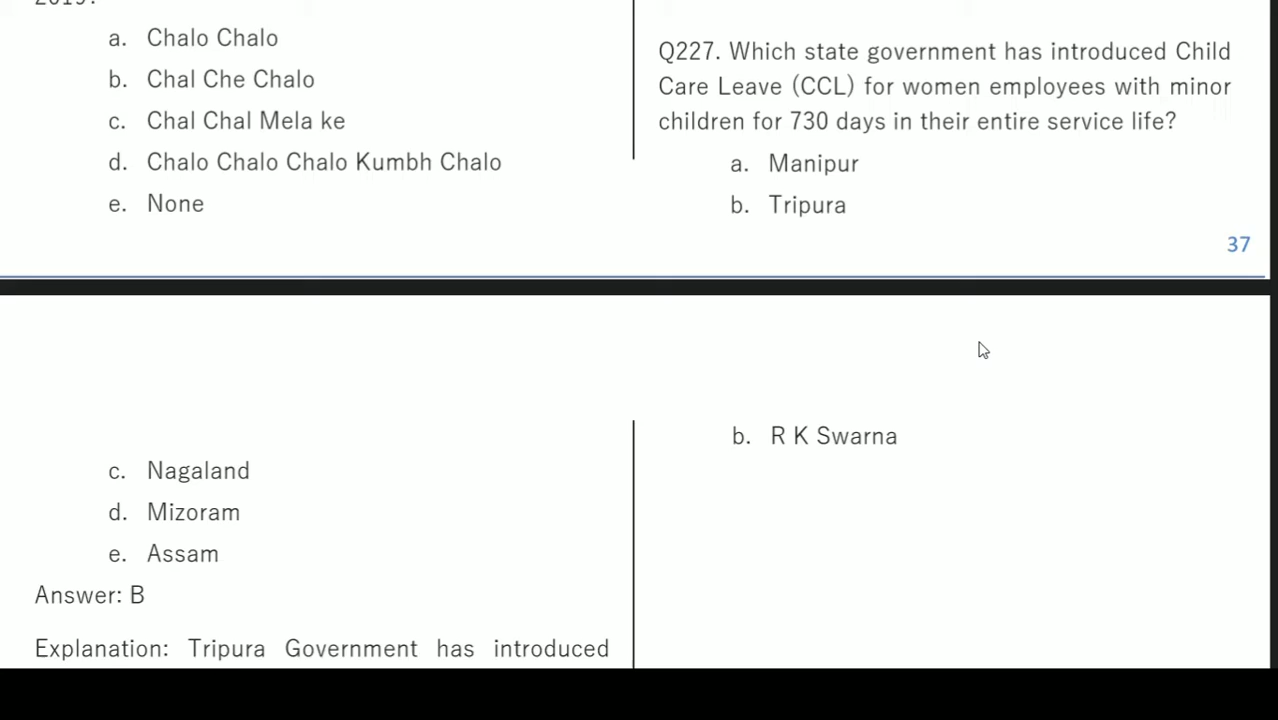 2019?
a. Chalo Chalo
b. Chal Che Chalo
c. Chal Chal Mela ke
d. Chalo Chalo Chalo Kumbh Chalo
e. None
Q227. Which state government has introduced Child
Care Leave (CCL) for women employees with minor
children for 730 days in their entire service life?
a. Manipur
b. Tripura
37
c. Nagaland
d. Mizoram
e. Assam
Answer: B
Explanation: Tripura Government has introduced
b. R K Swarna